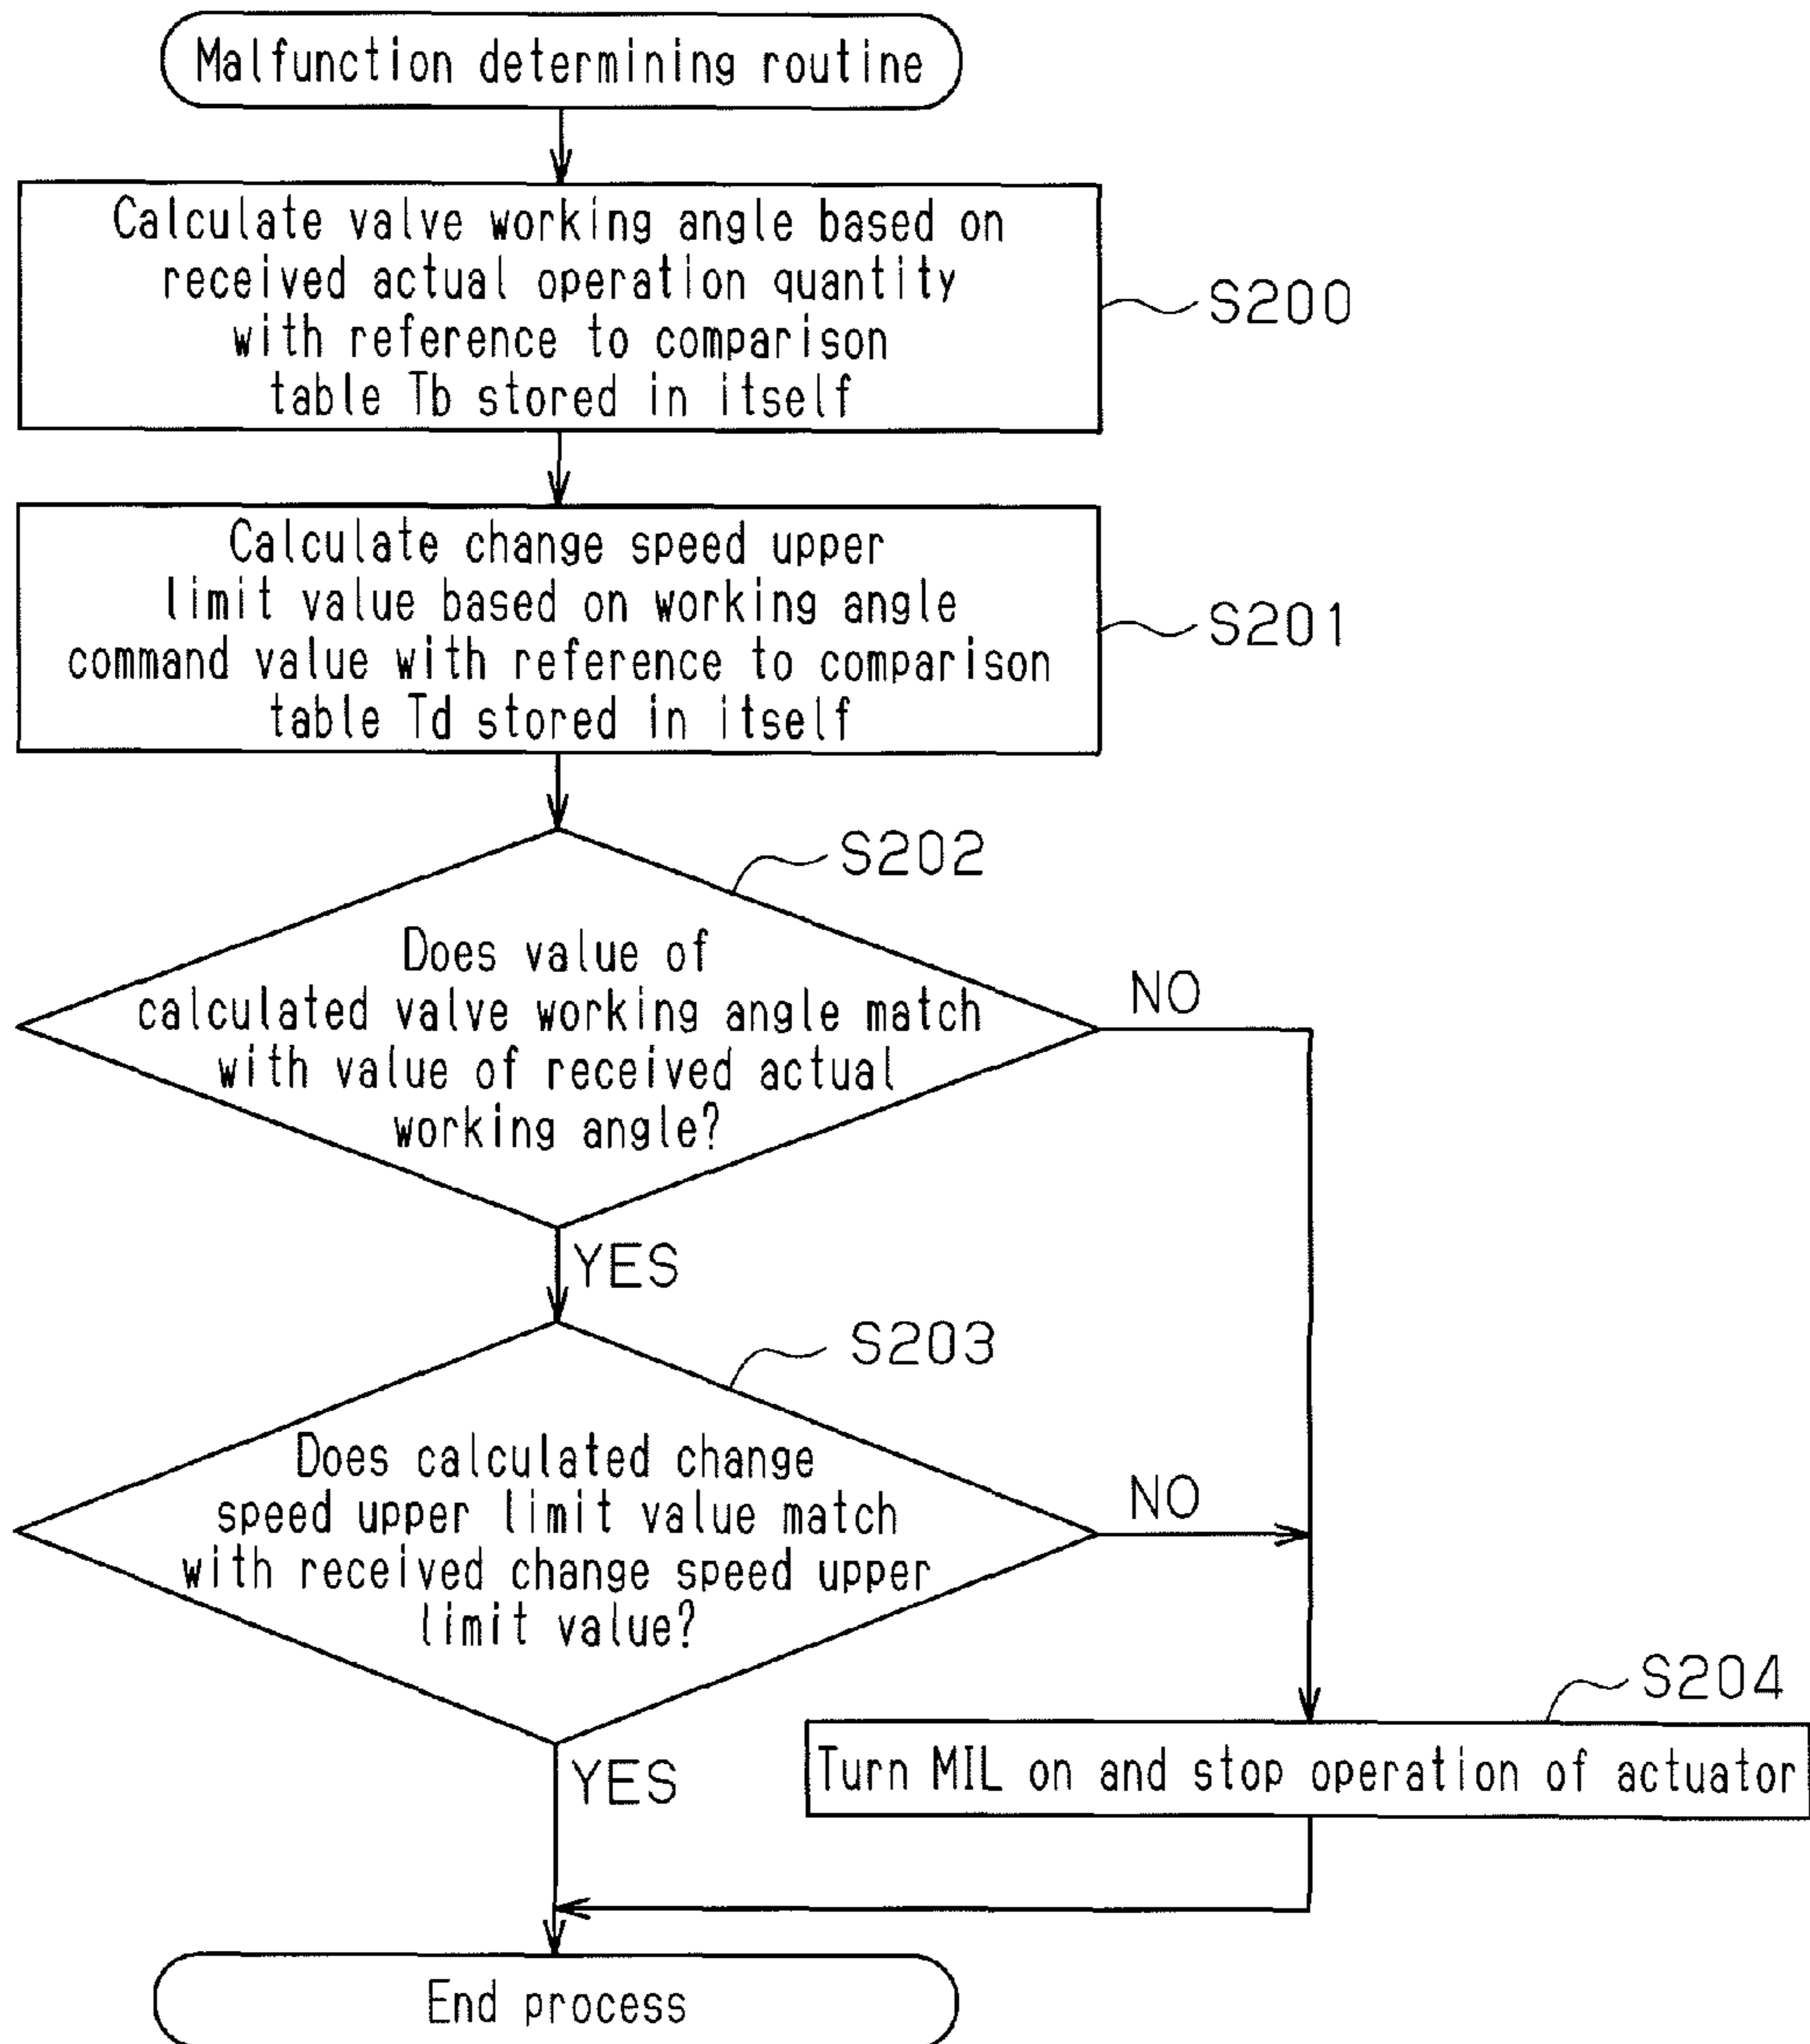 Malfunction determining routine
Calculate valve working angle based on
received actual operation quantity
with reference to comparison
table Tb stored in itself
S200
Calculate change speed upper
limit value based on working angle
command value with reference to comparison
table Td stored in itself
S201
S202
Does value of
calculated valve working angle match
with value of received actual
working angle?
NO
YES
S203
Does calculated change
speed upper limit value match
with received change speed upper
limit value?
NO
YES
S204
Turn MIL on and stop operation of actuator
End process